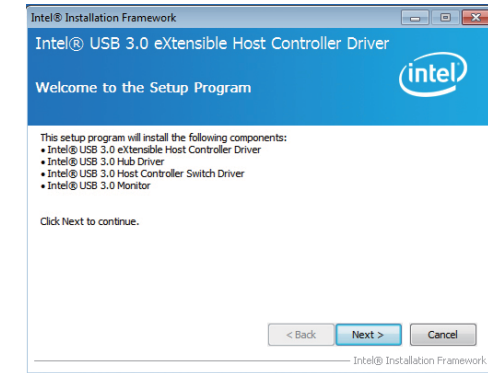 Intel® Installation Framework
Intel® USB 3.0 eXtensible Host Controller Driver
intel
Welcome to the Setup Program
This setup program will install the following components:
• Intel® USB 3.0 eXtensible Host Controller Driver
• Intel® USB 3.0 Hub Driver
• Intel® USB 3.0 Host Controller Switch Driver
• Intel® USB 3.0 Monitor
Click Next to continue.
< Back Next > Cancel
Intel® Installation Framework